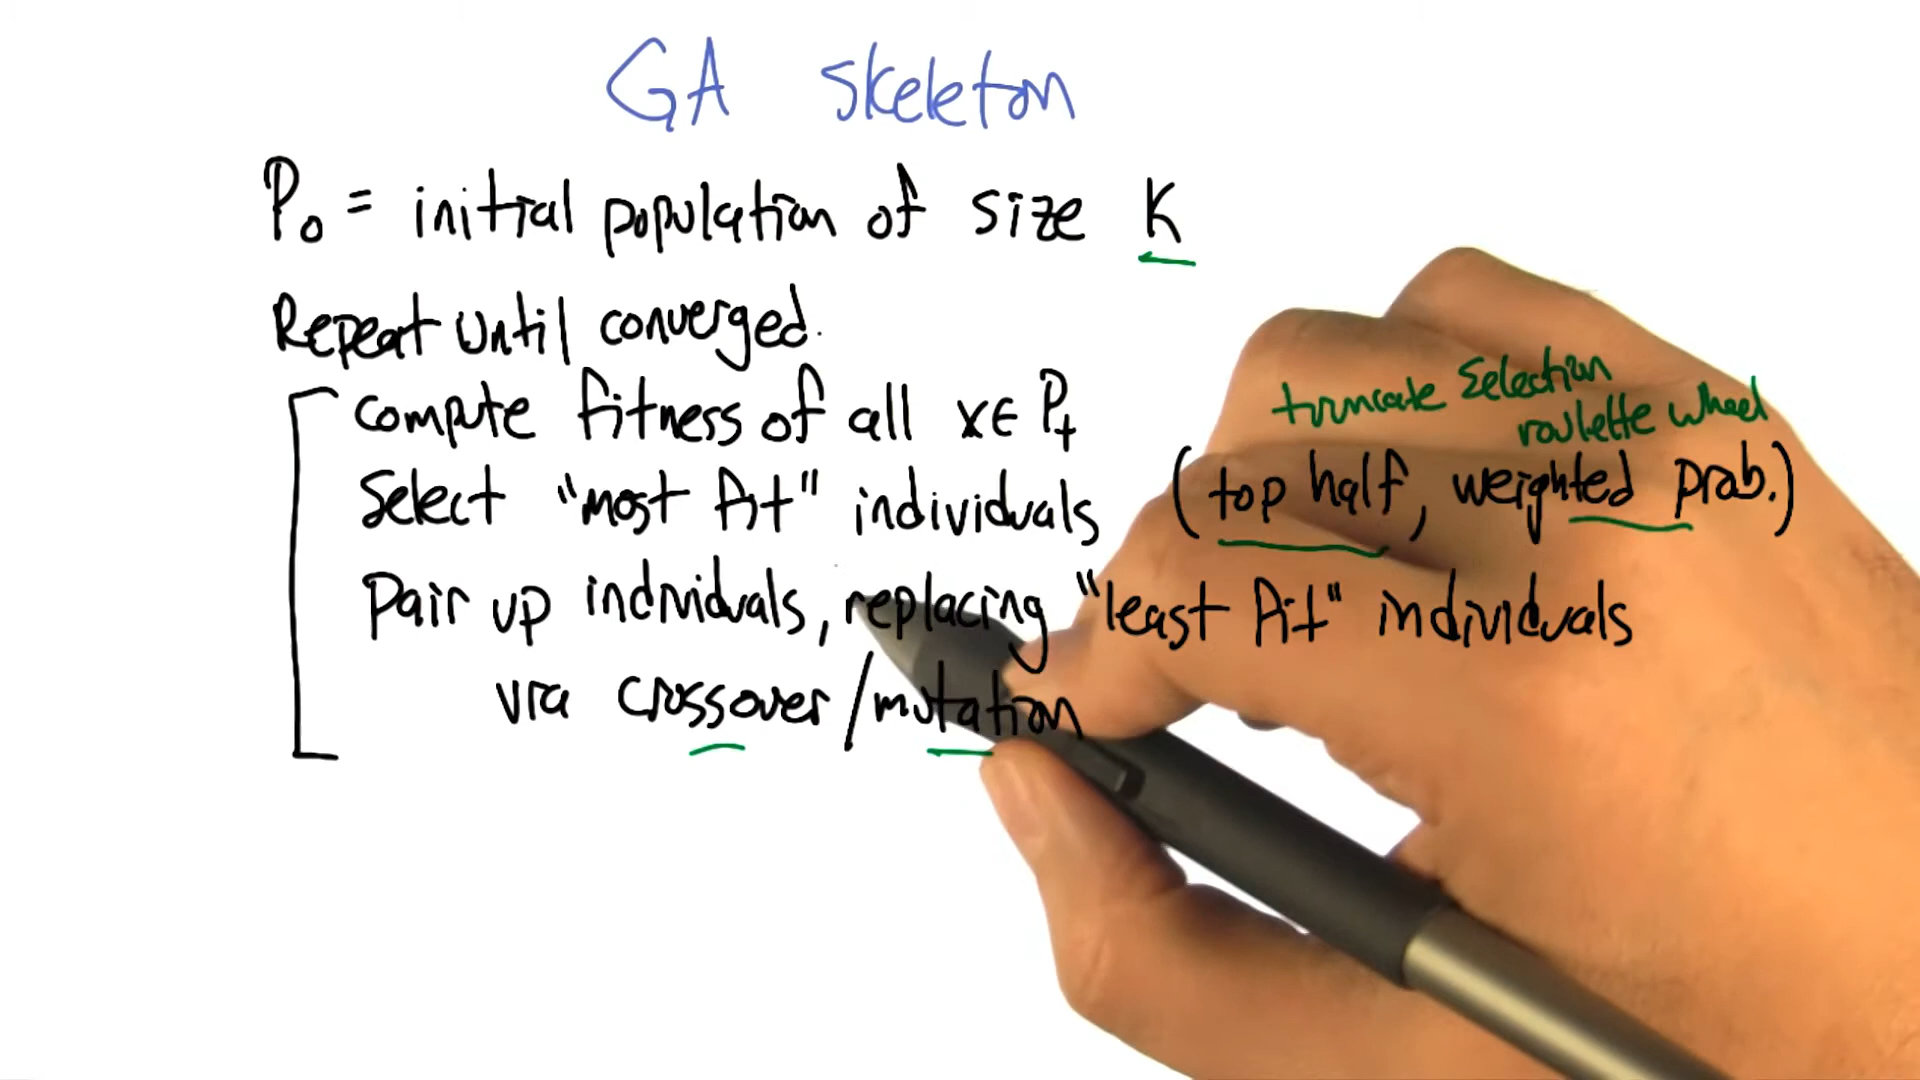 GA skeleton
P₀ = initial population of size K
Repeat until converged.
compute fitness of all x ∈ Pₜ
truncate selection
roulette wheel
Select "most fit" individuals (top half, weighted prob.)
Pair up individuals, replacing "least fit" individuals
via crossover/mutation